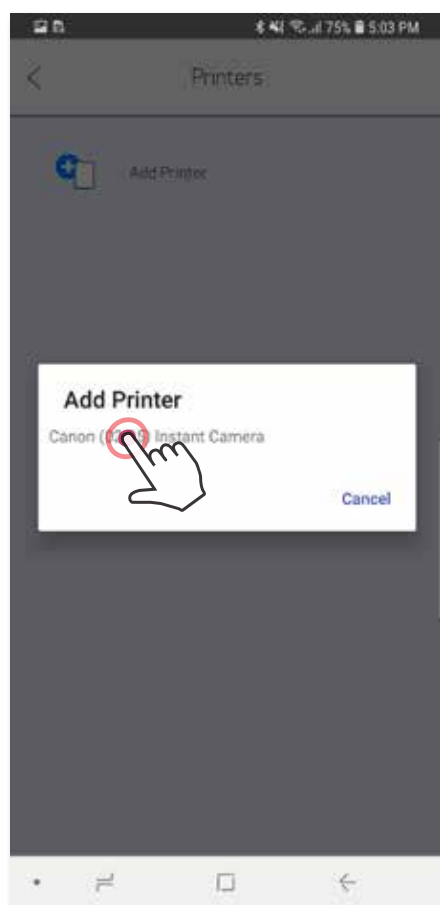 75% 5:03 PM
Printers
Add Printer
Add Printer
Canon Instant Camera
Cancel